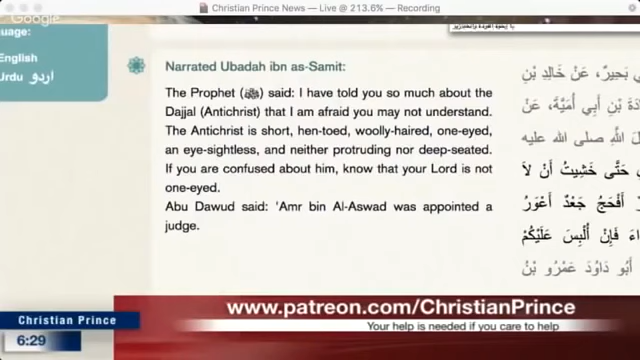 Christian Prince News — Live @ 213.6% — Recording
Google
guage:
English
Urdu اردو
Narrated Ubadah ibn as-Samit:
The Prophet (ﷺ) said: I have told you so much about the
Dajjal (Antichrist) that I am afraid you may not understand.
The Antichrist is short, hen-toed, woolly-haired, one-eyed,
an eye-sightless, and neither protruding nor deep-seated.
If you are confused about him, know that your Lord is not
one-eyed.
Abu Dawud said: 'Amr bin Al-Aswad was appointed a
judge.
بَحِيرٌ، عَنْ خَالِدِ بْنِ
دَةَ بْنِ أَبِي أُمَيَّةَ، عَنْ
صلى الله عليه
حَتَّى خَشِيتُ أَنْ لاَ
أَفْحَجُ جَعْدٌ أَعْوَرُ
فَإِنْ أُلْبِسَ عَلَيْكُمْ
أَبُو دَاوُدَ عَمْرُو بْنُ
www.patreon.com/ChristianPrince
Your help is needed if you care to help
Christian Prince
6:29